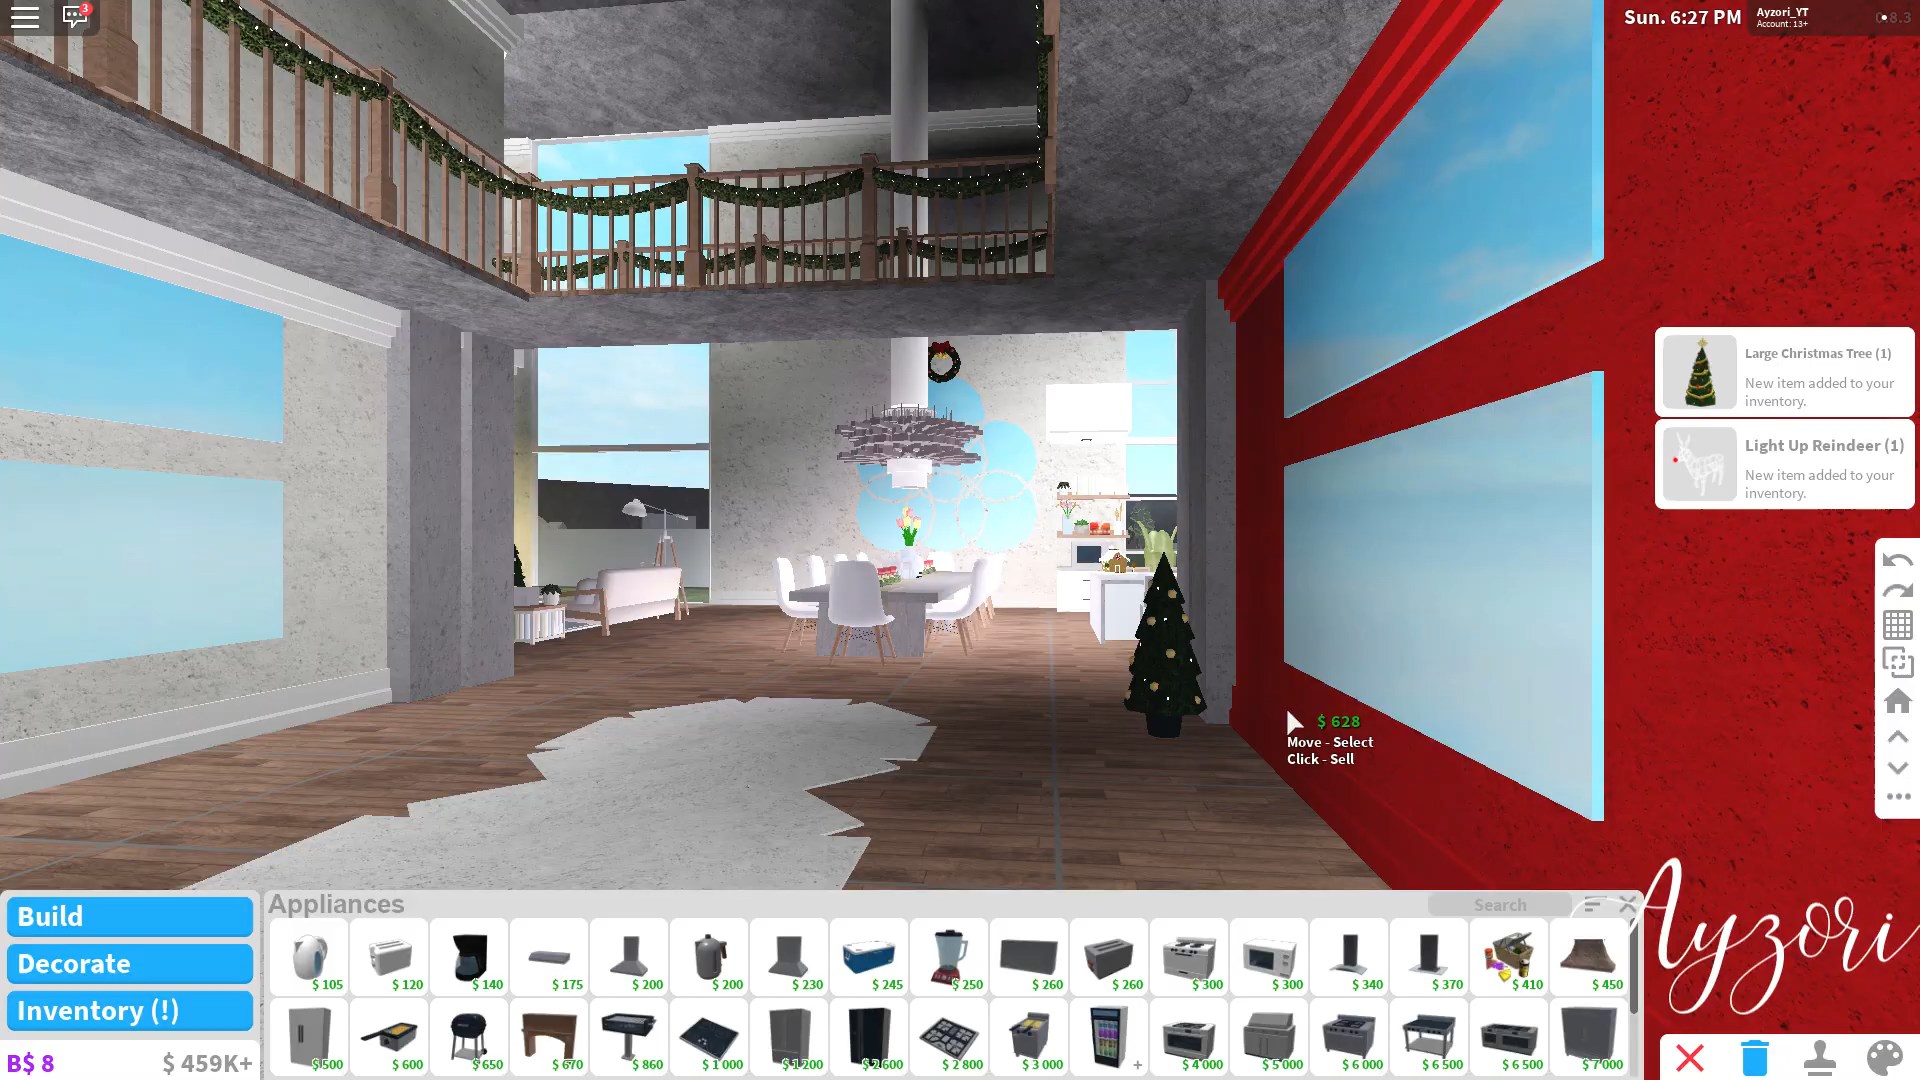 3
Sun. 6:27 PM
Ayzori_YT
Account: 13+
Large Christmas Tree (1)
New item added to your
inventory.
Light Up Reindeer (1)
New item added to your
inventory.
$ 628
Move - Select
Click - Sell
Ayzori
Build
Decorate
Inventory (!)
B$ 8
$ 459K+
Appliances
Search
$ 105
$ 120
$ 140
$ 175
$ 200
$ 200
$ 230
$ 245
$ 250
$ 260
$ 260
$ 300
$ 300
$ 340
$ 370
$ 410
$ 450
$ 500
$ 600
$ 650
$ 670
$ 860
$ 1 000
$ 1 200
$ 2 600
$ 2 800
$ 3 000
+
$ 4 000
$ 5 000
$ 6 000
$ 6 500
$ 6 500
$ 7 000